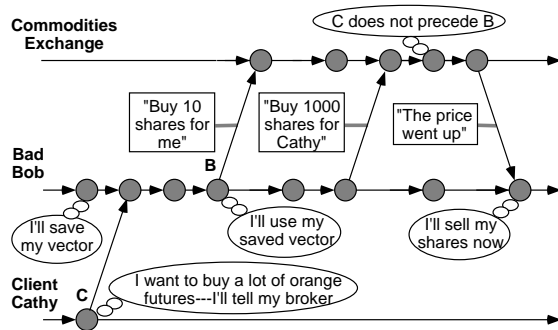 Commodities
Exchange
C does not precede B
"Buy 10
shares for
me"
"Buy 1000
shares for
Cathy"
"The price
went up"
Bad
Bob
B
I'll save
my vector
I'll use my
saved vector
I'll sell my
shares now
Client
Cathy
C
I want to buy a lot of orange
futures---I'll tell my broker